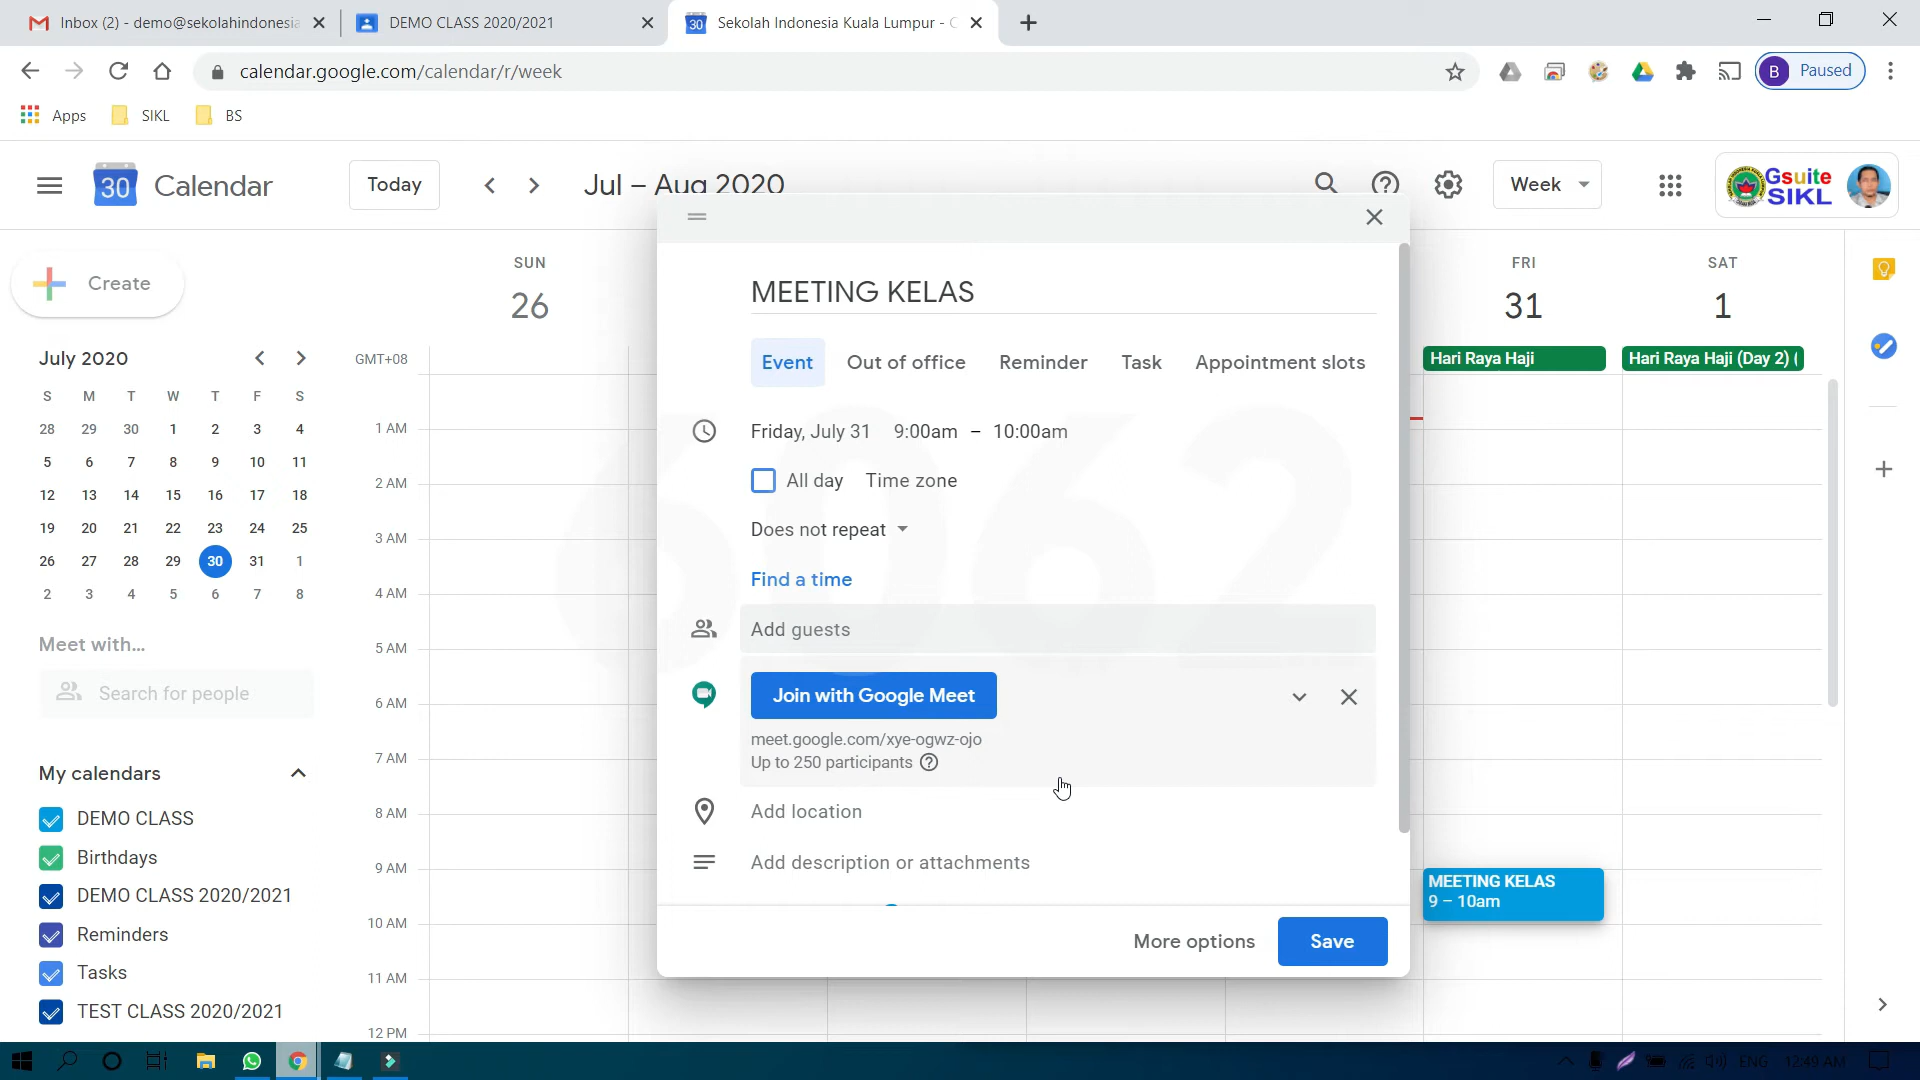 Inbox (2) - demo@sekolahindonesia
DEMO CLASS 2020/2021
30
Sekolah Indonesia Kuala Lumpur - C
calendar.google.com/calendar/r/week
B
Paused
Apps
SIKL
BS
30
Calendar
Today
Jul – Aug 2020
Week
Gsuite
SIKL
Create
SUN
26
FRI
31
SAT
1
MEETING KELAS
Event
Out of office
Reminder
Task
Appointment slots
Hari Raya Haji
Hari Raya Haji (Day 2) (
GMT+08
July 2020
S M T W T F S
28 29 30 1 2 3 4
5 6 7 8 9 10 11
12 13 14 15 16 17 18
19 20 21 22 23 24 25
26 27 28 29 30 31 1
2 3 4 5 6 7 8
1 AM
2 AM
3 AM
4 AM
5 AM
6 AM
7 AM
8 AM
9 AM
10 AM
11 AM
12 PM
Friday, July 31 9:00am – 10:00am
All day Time zone
Does not repeat
Find a time
6062
Add guests
Join with Google Meet
meet.google.com/xye-ogwz-ojo
Up to 250 participants
Add location
Add description or attachments
More options
Save
MEETING KELAS
9 – 10am
Meet with...
Search for people
My calendars
DEMO CLASS
Birthdays
DEMO CLASS 2020/2021
Reminders
Tasks
TEST CLASS 2020/2021
ENG
12:49 AM